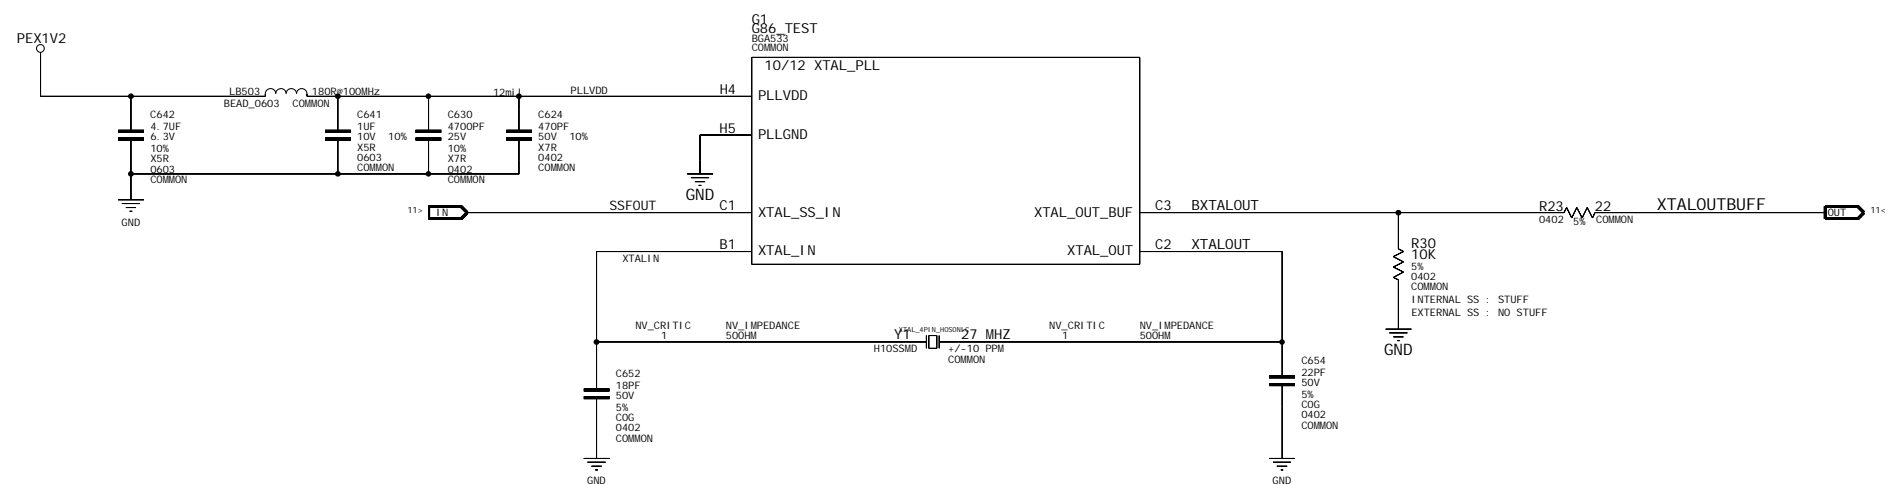 G1
G86_TEST
BGA533
COMMON
PEX1V2
10/12 XTAL_PLL
LB503 180R@100MHz
BEAD_0603 COMMON
12mil PLLVDD H4 PLLVDD
C642
4.7UF
6.3V
10%
X5R
0603
COMMON
C641
1UF
10V 10%
X5R
0603
COMMON
C630
4700PF
25V
10%
X7R
0402
COMMON
C624
470PF
50V 10%
X7R
0402
COMMON
H5 PLLGND
GND
GND
11> IN SSFOUT C1 XTAL_SS_IN
XTAL_OUT_BUF C3 BXTALOUT
R23 22
0402 5% COMMON
XTALOUTBUFF OUT 11<
XTALIN B1 XTAL_IN
XTAL_OUT C2 XTALOUT
R30
10K
5%
0402
COMMON
INTERNAL SS : STUFF
EXTERNAL SS : NO STUFF
GND
NV_CRITIC NV_IMPEDANCE
1 50OHM
Y1 27 MHZ
H10SSMD +/-10 PPM
COMMON
NV_CRITIC NV_IMPEDANCE
1 50OHM
C652
18PF
50V
5%
COG
0402
COMMON
GND
C654
22PF
50V
5%
COG
0402
COMMON
GND